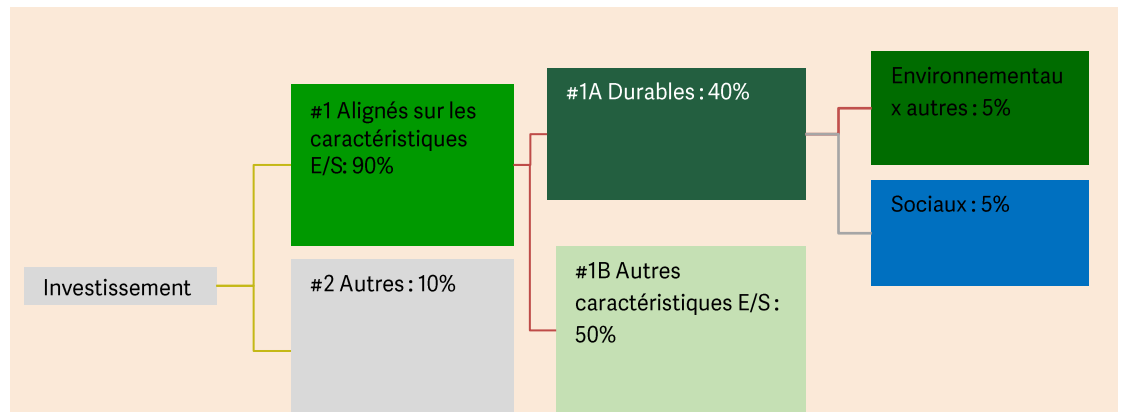 Investissement
#1 Alignés sur les
caractéristiques
E/S: 90%
#2 Autres : 10%
#1A Durables : 40%
#1B Autres
caractéristiques E/S :
50%
Environnementau
x autres : 5%
Sociaux : 5%